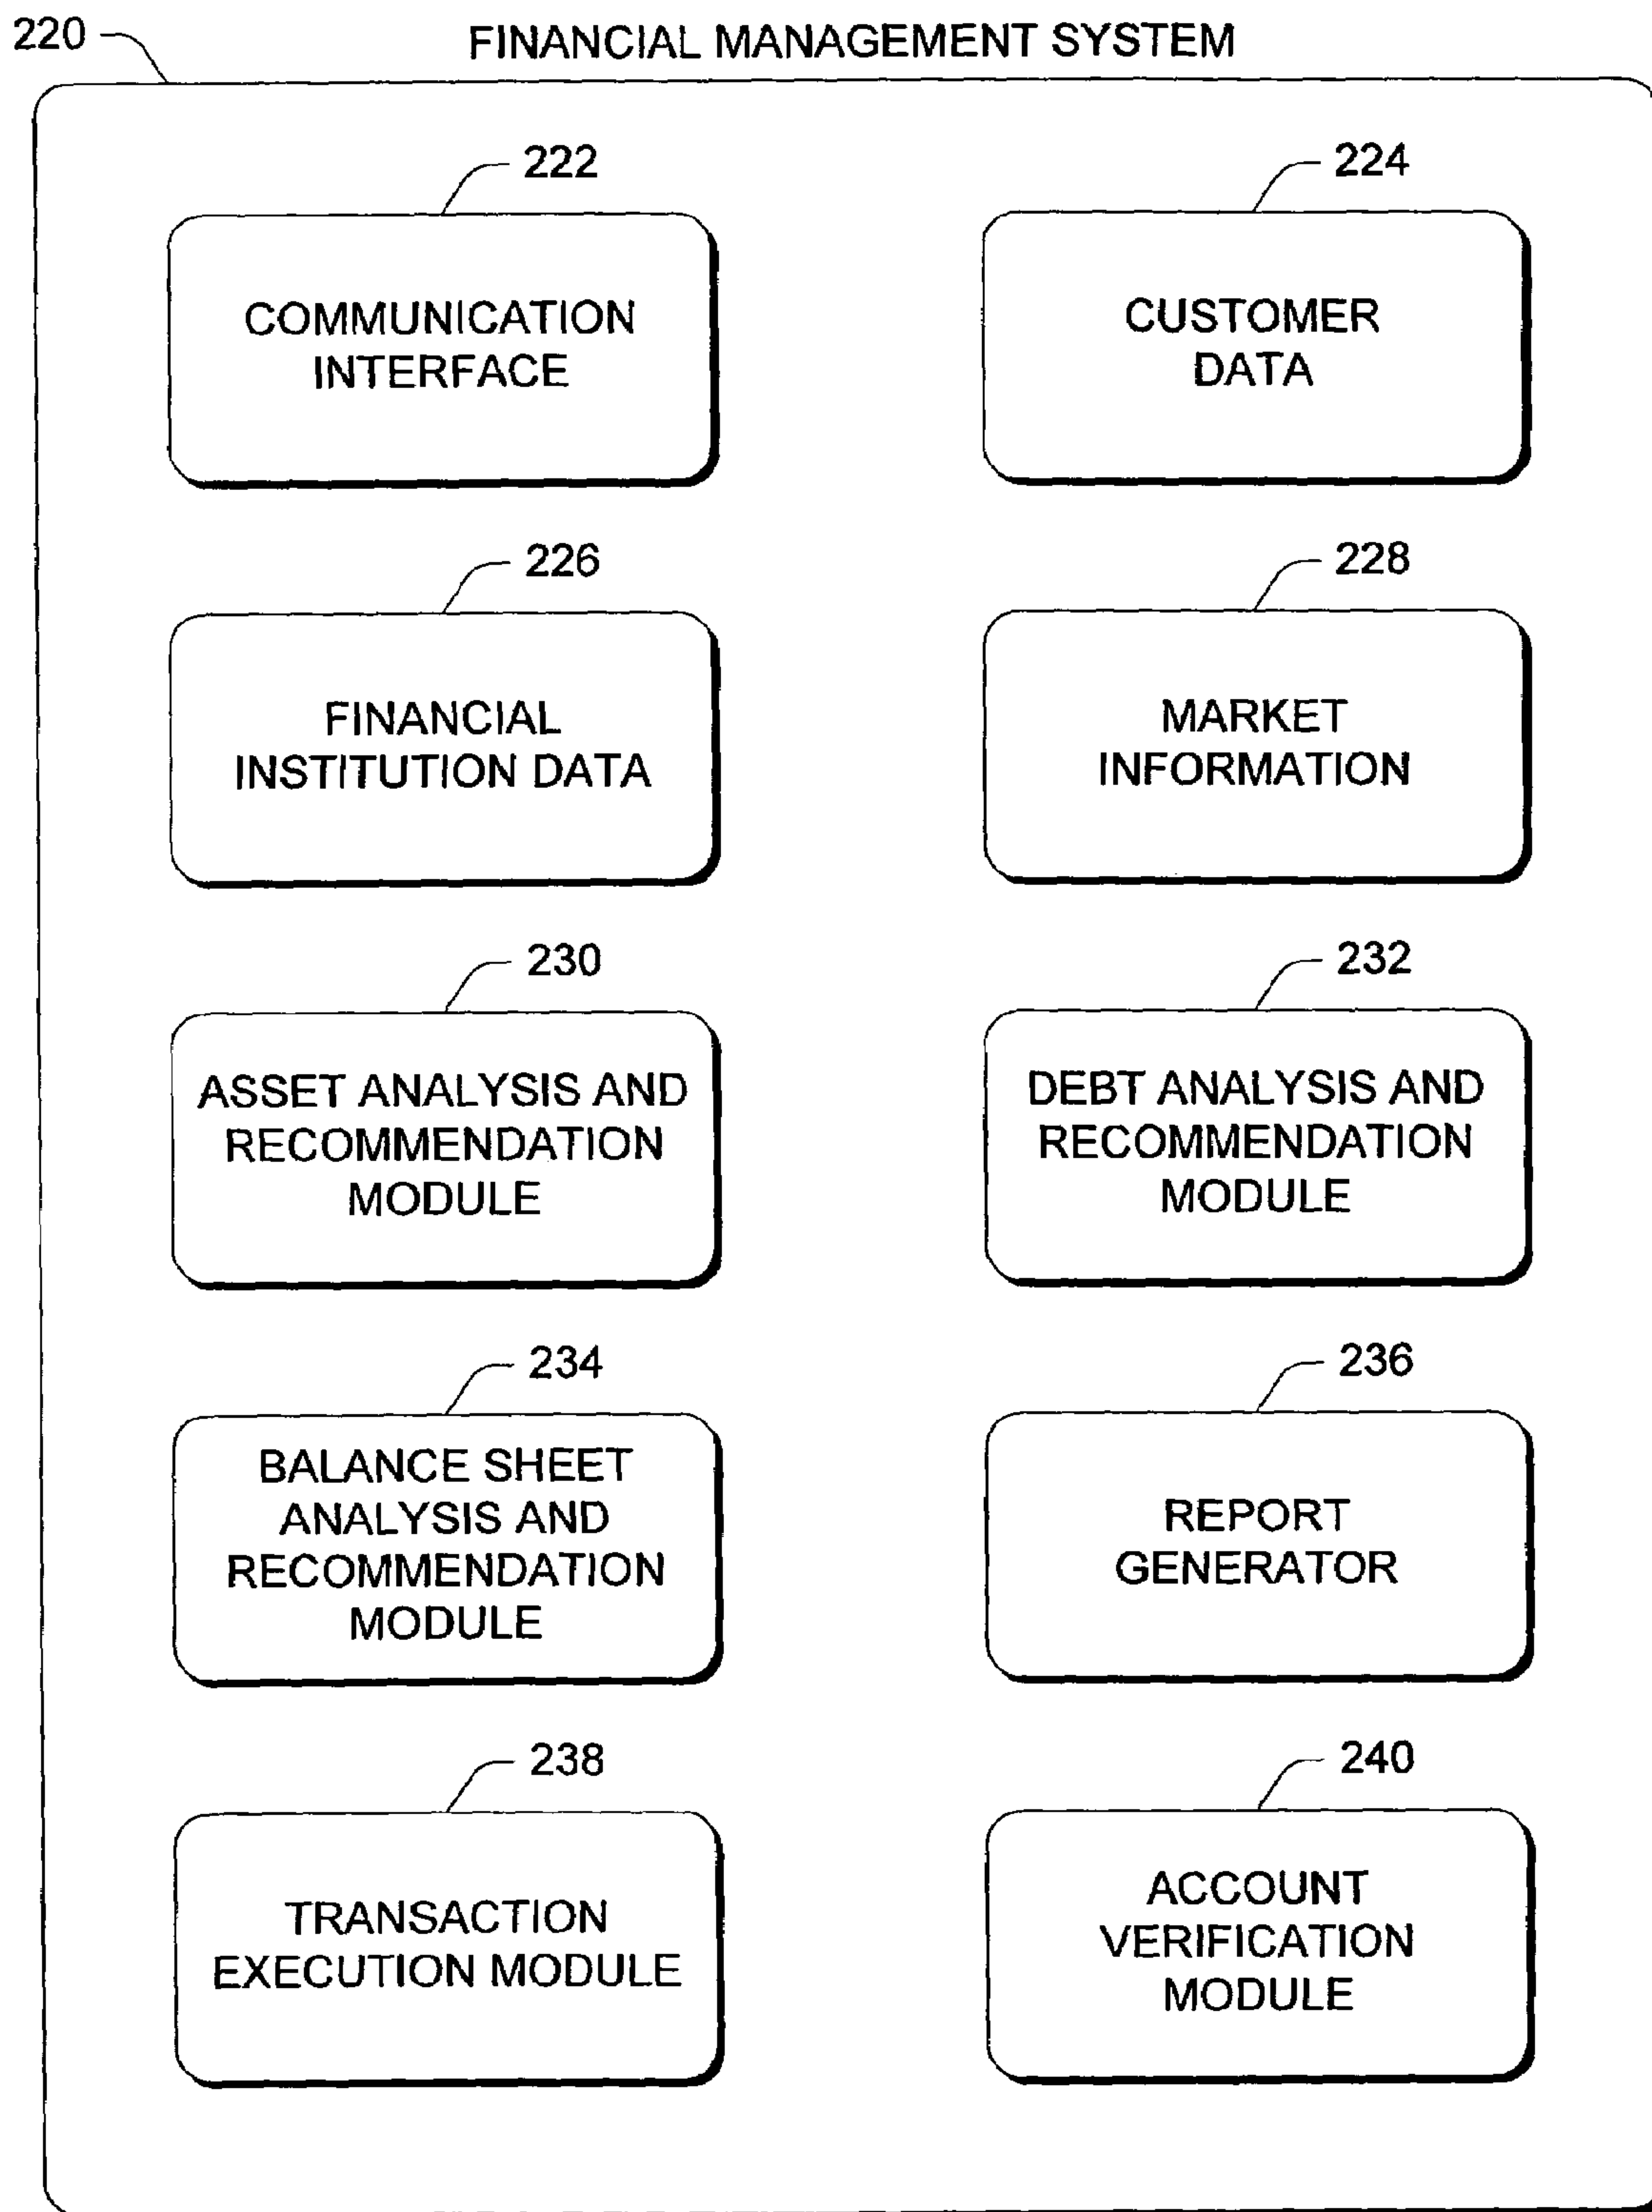 220
FINANCIAL MANAGEMENT SYSTEM
222
COMMUNICATION
INTERFACE
224
CUSTOMER
DATA
226
FINANCIAL
INSTITUTION DATA
228
MARKET
INFORMATION
230
ASSET ANALYSIS AND
RECOMMENDATION
MODULE
232
DEBT ANALYSIS AND
RECOMMENDATION
MODULE
234
BALANCE SHEET
ANALYSIS AND
RECOMMENDATION
MODULE
236
REPORT
GENERATOR
238
TRANSACTION
EXECUTION MODULE
240
ACCOUNT
VERIFICATION
MODULE